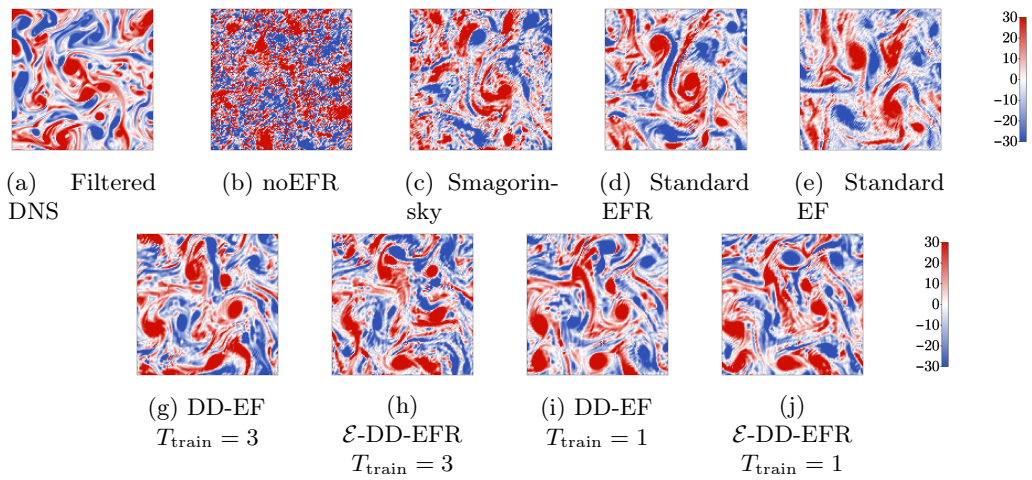 30
20
10
0
−10
−20
−30
(a) Filtered
DNS
(b) noEFR
(c) Smagorin-
sky
(d) Standard
EFR
(e) Standard
EF
30
20
10
0
−10
−20
−30
(g) DD-EF
T_train = 3
(h)
ℰ-DD-EFR
T_train = 3
(i) DD-EF
T_train = 1
(j)
ℰ-DD-EFR
T_train = 1